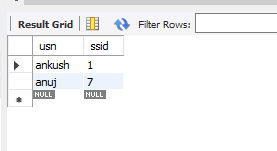 Result Grid Filter Rows:
usn ssid
ankush 1
anuj 7
NULL NULL